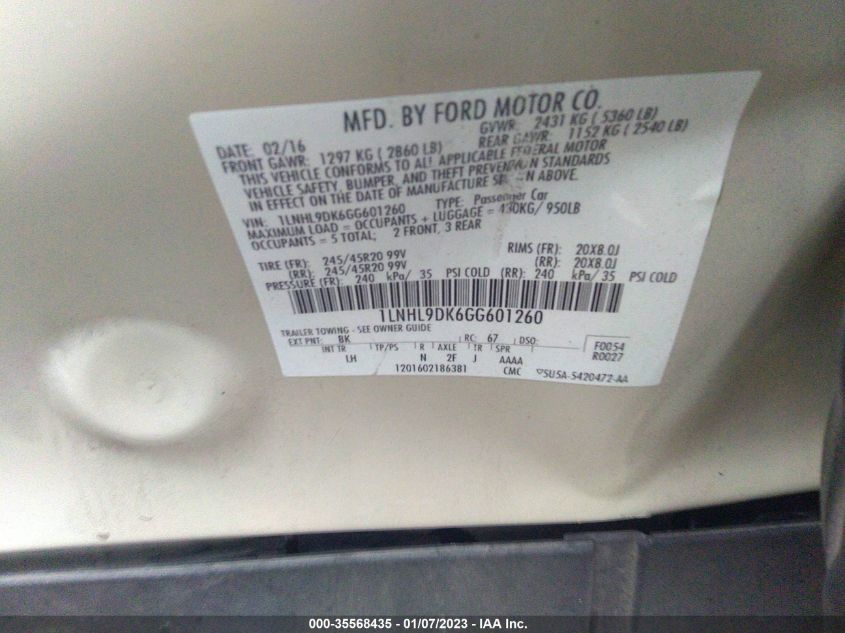 MFD. BY FORD MOTOR CO.
DATE: 02/16 GVWR: 2431 KG ( 5360 LB)
FRONT GAWR: 1297 KG ( 2860 LB) REAR GAWR: 1152 KG ( 2540 LB)
THIS VEHICLE CONFORMS TO ALL APPLICABLE FEDERAL MOTOR
VEHICLE SAFETY, BUMPER, AND THEFT PREVENTION STANDARDS
IN EFFECT ON THE DATE OF MANUFACTURE SHOWN ABOVE.
VIN: 1LNHL9DK6GG601260 TYPE: Passenger Car
MAXIMUM LOAD = OCCUPANTS + LUGGAGE = 430KG/ 950LB
OCCUPANTS = 5 TOTAL; 2 FRONT, 3 REAR
TIRE (FR): 245/45R20 99V RIMS (FR): 20X8.0J
(RR): 245/45R20 99V (RR): 20X8.0J
PRESSURE (FR): 240 kPa/ 35 PSI COLD (RR): 240 kPa/ 35 PSI COLD
1LNHL9DK6GG601260
TRAILER TOWING - SEE OWNER GUIDE
EXT PNT: BK RC: 67 DSO: F0054
INT TR TP/PS R AXLE TR SPR R0027
LH N 2F J AAAA
1201602186381 CMC 5U5A-5420472-AA
000-35568435 - 01/07/2023 - IAA Inc.